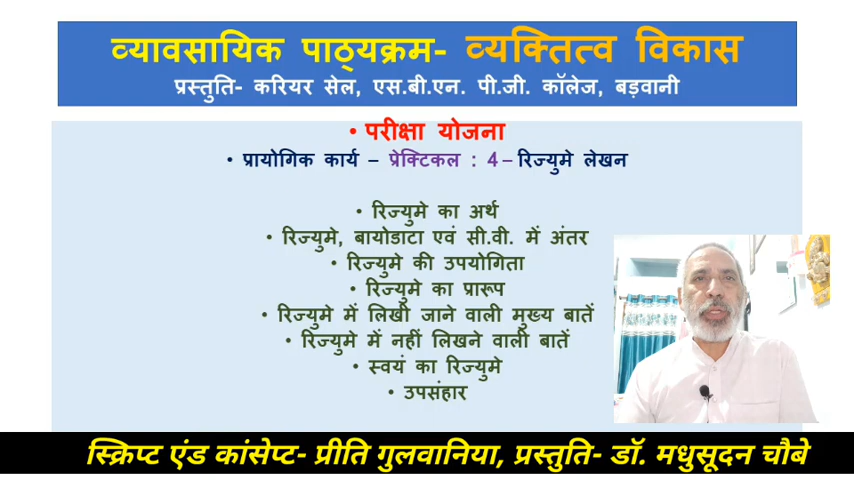 व्यावसायिक पाठ्यक्रम- व्यक्तित्व विकास
प्रस्तुति- करियर सेल, एस.बी.एन. पी.जी. कॉलेज, बड़वानी
• परीक्षा योजना
• प्रायोगिक कार्य – प्रेक्टिकल : 4 – रिज्युमे लेखन
• रिज्युमे का अर्थ
• रिज्युमे, बायोडाटा एवं सी.वी. में अंतर
• रिज्युमे की उपयोगिता
• रिज्युमे का प्रारूप
• रिज्युमे में लिखी जाने वाली मुख्य बातें
• रिज्युमे में नहीं लिखने वाली बातें
• स्वयं का रिज्युमे
• उपसंहार
स्क्रिप्ट एंड कांसेप्ट- प्रीति गुलवानिया, प्रस्तुति- डॉ. मधुसूदन चौबे